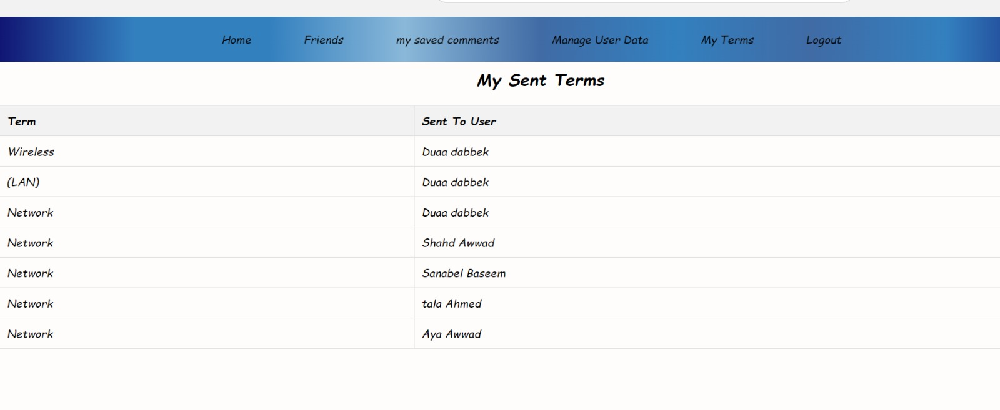 Home Friends my saved comments Manage User Data My Terms Logout
My Sent Terms
Term Sent To User
Wireless Duaa dabbek
(LAN) Duaa dabbek
Network Duaa dabbek
Network Shahd Awwad
Network Sanabel Baseem
Network tala Ahmed
Network Aya Awwad